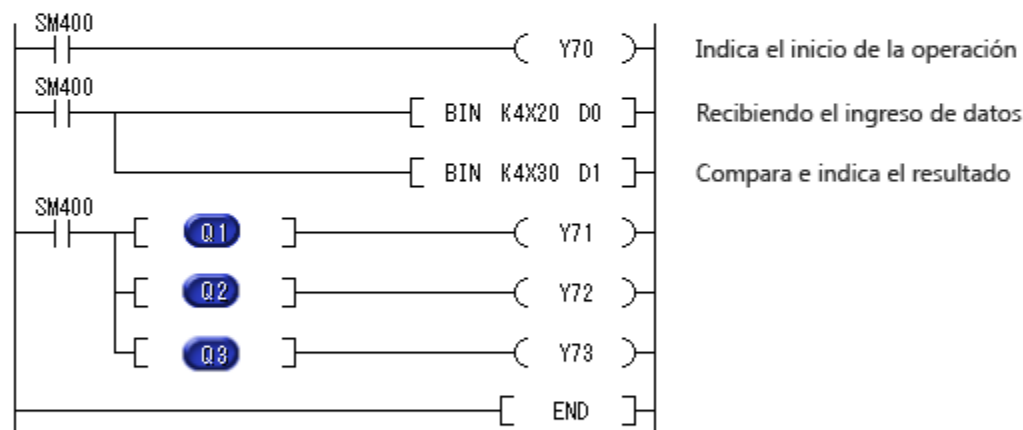 SM400
Y70 Indica el inicio de la operación
SM400
BIN K4X20 D0 Recibiendo el ingreso de datos
BIN K4X30 D1 Compara e indica el resultado
SM400
Q1 Y71
Q2 Y72
Q3 Y73
END